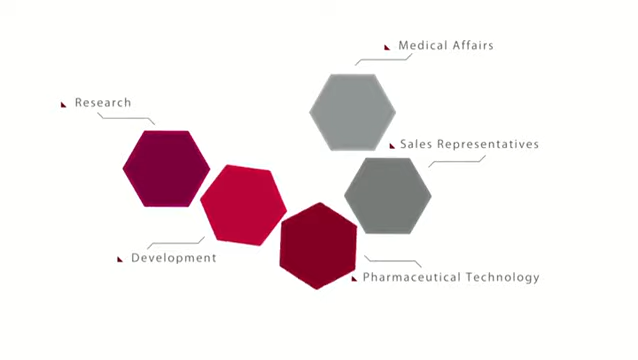 Medical Affairs
Research
Sales Representatives
Development
Pharmaceutical Technology